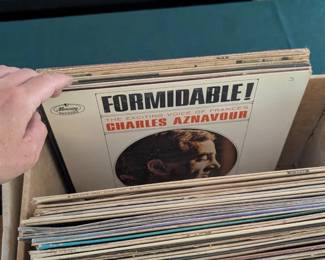 Mercury
FORMIDABLE!
THE EXCITING VOICE OF FRANCE'S
CHARLES AZNAVOUR